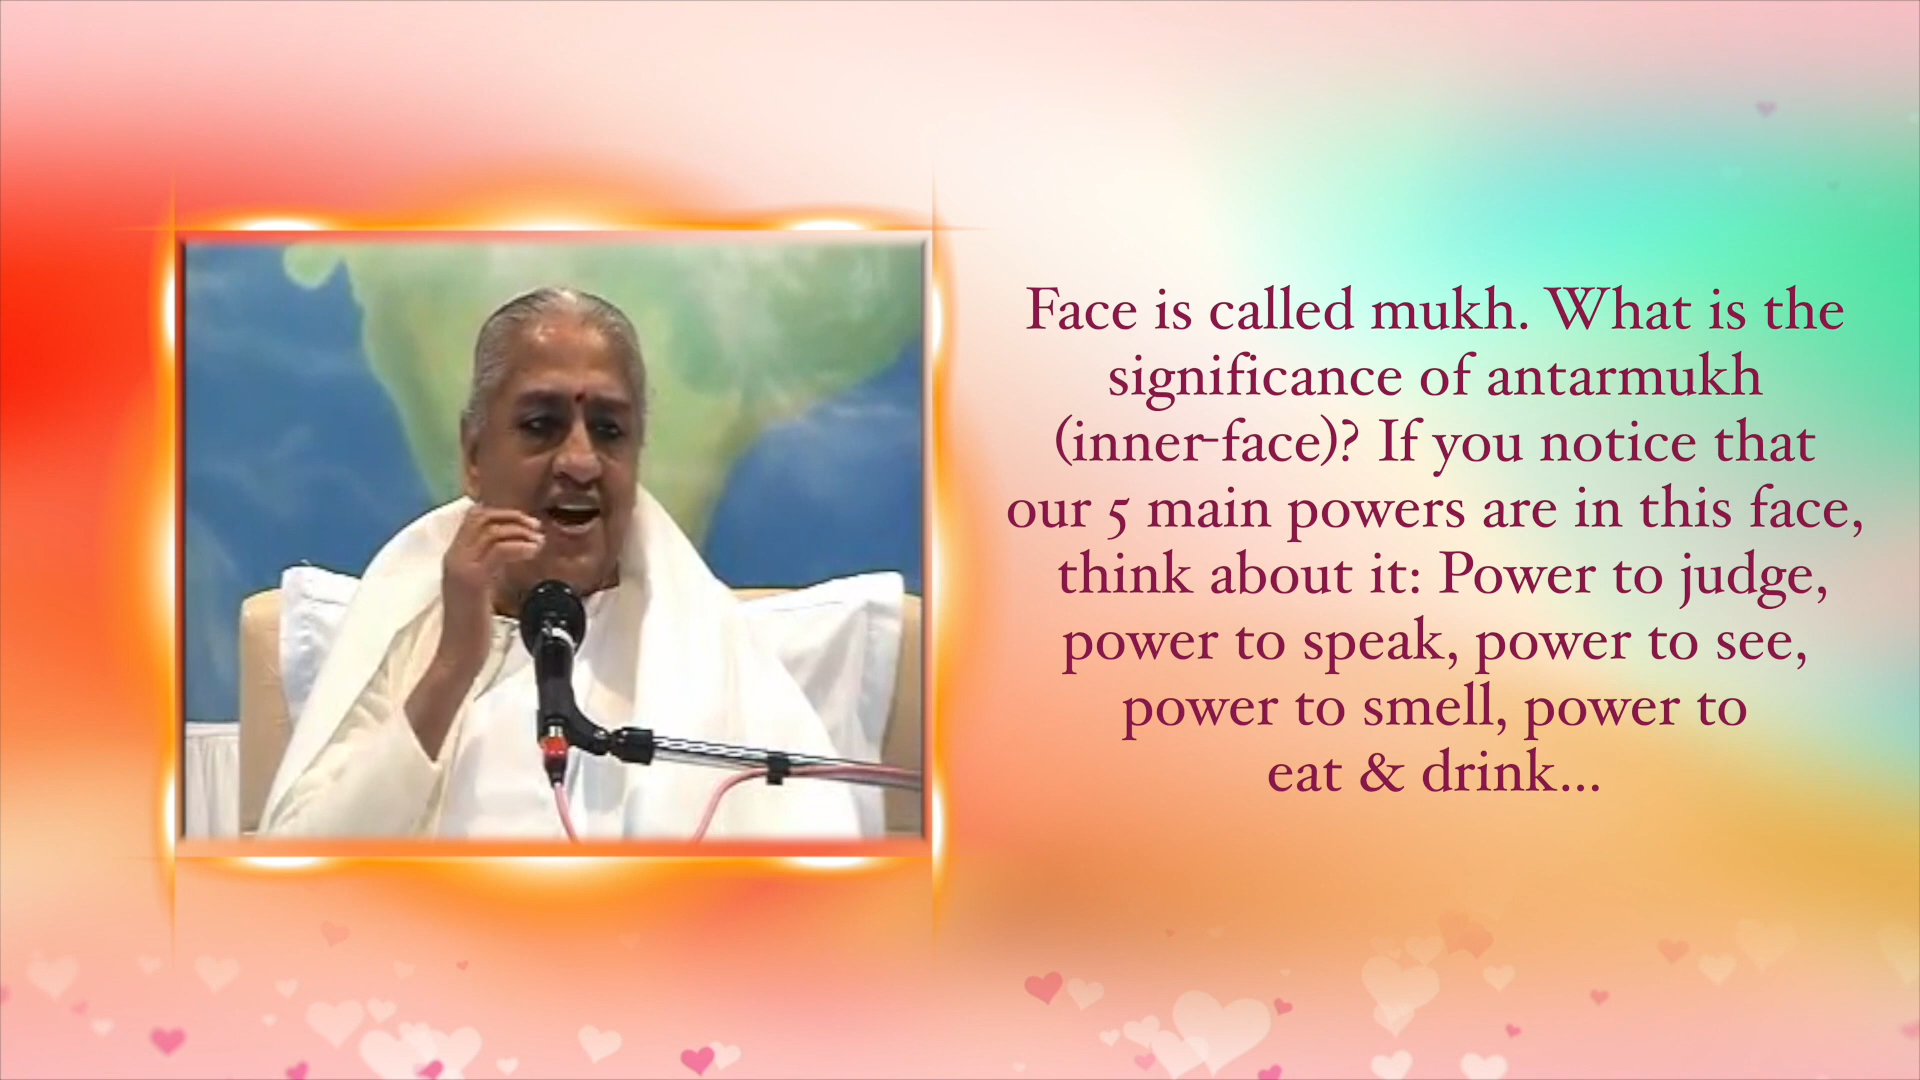 Face is called mukh. What is the
significance of antarmukh
(inner-face)? If you notice that
our 5 main powers are in this face,
think about it: Power to judge,
power to speak, power to see,
power to smell, power to
eat & drink...